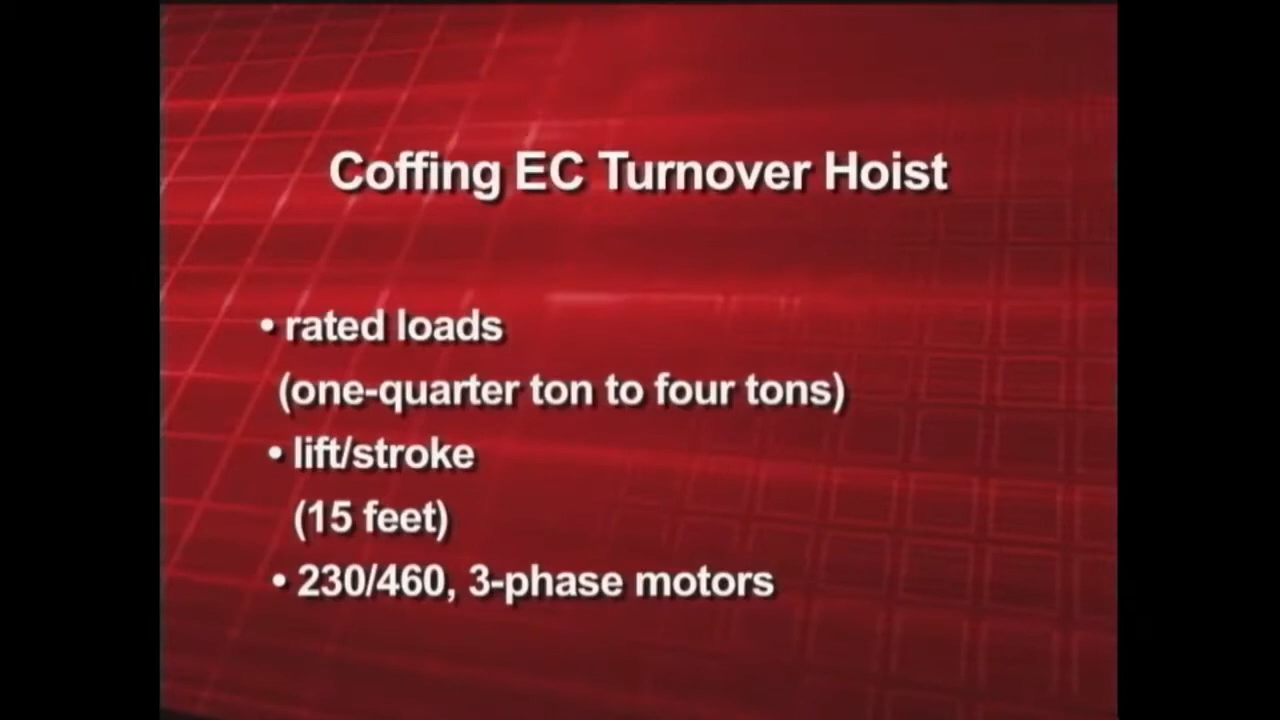 Coffing EC Turnover Hoist
• rated loads
(one-quarter ton to four tons)
• lift/stroke
(15 feet)
• 230/460, 3-phase motors